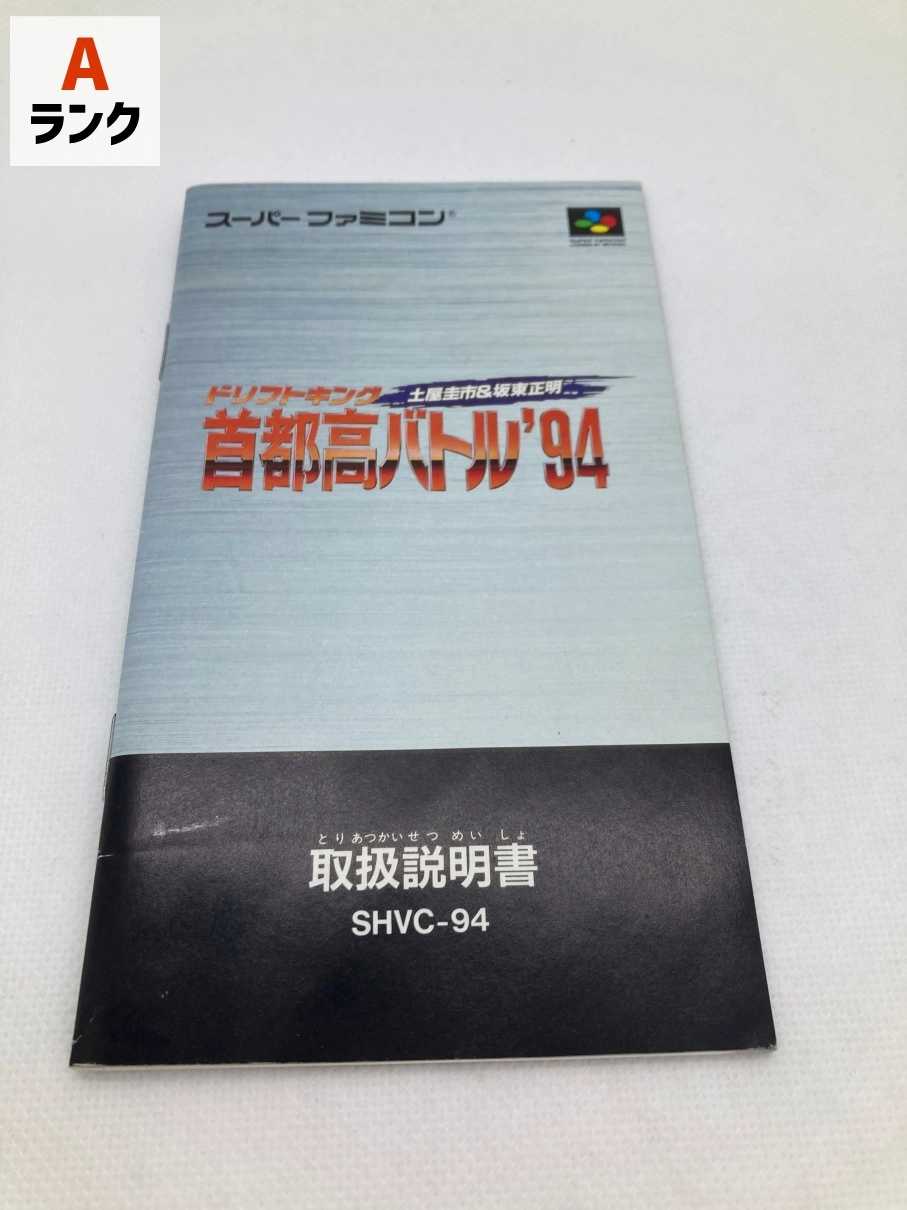 A
ランク
スーパーファミコン®
ドリフトキング 土屋圭市&坂東正明
首都高バトル'94
とりあつかいせつめいしょ
取扱説明書
SHVC-94